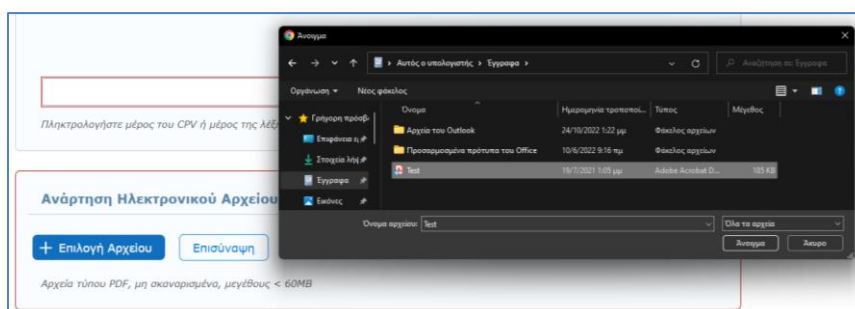 Άνοιγμα
Αυτός ο υπολογιστής › Έγγραφα ›
Αναζήτηση σε: Έγγραφα
Οργάνωση Νέος φάκελος
Όνομα Ημερομηνία τροποποί... Τύπος Μέγεθος
Γρήγορη πρόσβ
Αρχεία του Outlook 24/10/2022 1:22 μμ Φάκελος αρχείων
Επιφάνεια ε
Προσαρμοσμένα πρότυπα του Office 10/6/2022 9:16 πμ Φάκελος αρχείων
Στοιχεία λήψ
Test 19/7/2021 1:05 μμ Adobe Acrobat D... 185 KB
Έγγραφα
Εικόνες
Όνομα αρχείου: Test Όλα τα αρχεία
Άνοιγμα Άκυρο
Πληκτρολογήστε μέρος του CPV ή μέρος της λέξ
Ανάρτηση Ηλεκτρονικού Αρχείου
+ Επιλογή Αρχείου Επισύναψη
Αρχεία τύπου PDF, μη σκαναρισμένα, μεγέθους < 60MB